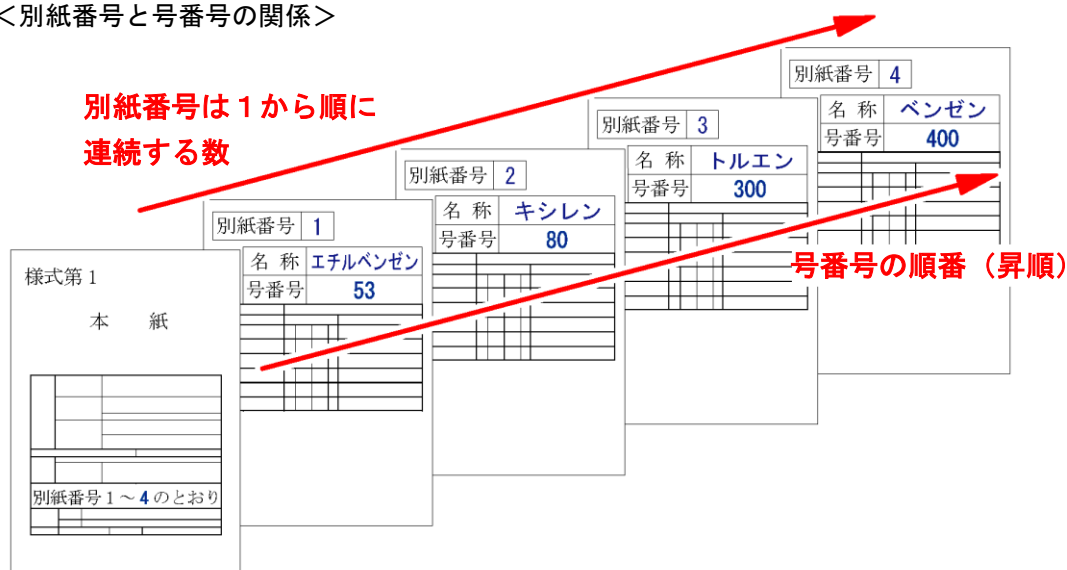 ＜別紙番号と号番号の関係＞
別紙番号は１から順に
連続する数
様式第１
本　紙
別紙番号１～４のとおり
別紙番号 1
名 称 エチルベンゼン
号番号 53
別紙番号 2
名 称 キシレン
号番号 80
別紙番号 3
名 称 トルエン
号番号 300
別紙番号 4
名 称 ベンゼン
号番号 400
号番号の順番（昇順）